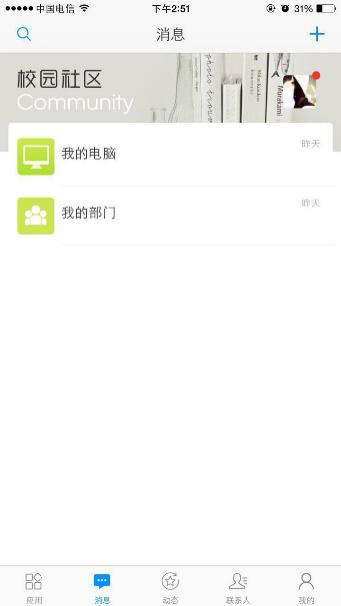 中国电信 下午2:51 31%
消息
校园社区
Community
Murakami
我的电脑 昨天
我的部门 昨天
应用 消息 动态 联系人 我的